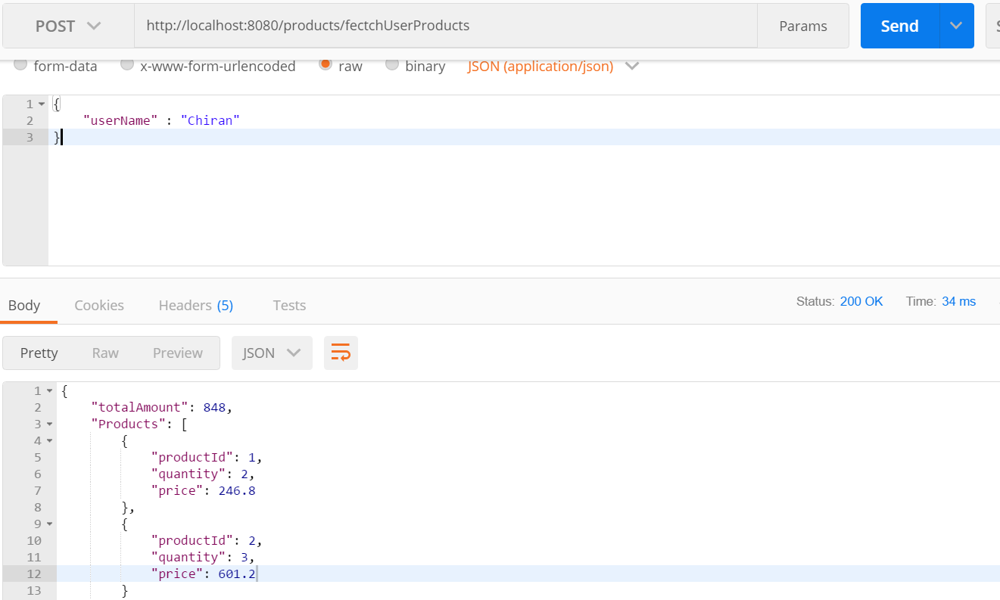 POST http://localhost:8080/products/fectchUserProducts Params Send
form-data x-www-form-urlencoded raw binary JSON (application/json)
1 {
2 "userName" : "Chiran"
3 }
Body Cookies Headers (5) Tests Status: 200 OK Time: 34 ms
Pretty Raw Preview JSON
1 {
2 "totalAmount": 848,
3 "Products": [
4 {
5 "productId": 1,
6 "quantity": 2,
7 "price": 246.8
8 },
9 {
10 "productId": 2,
11 "quantity": 3,
12 "price": 601.2
13 }